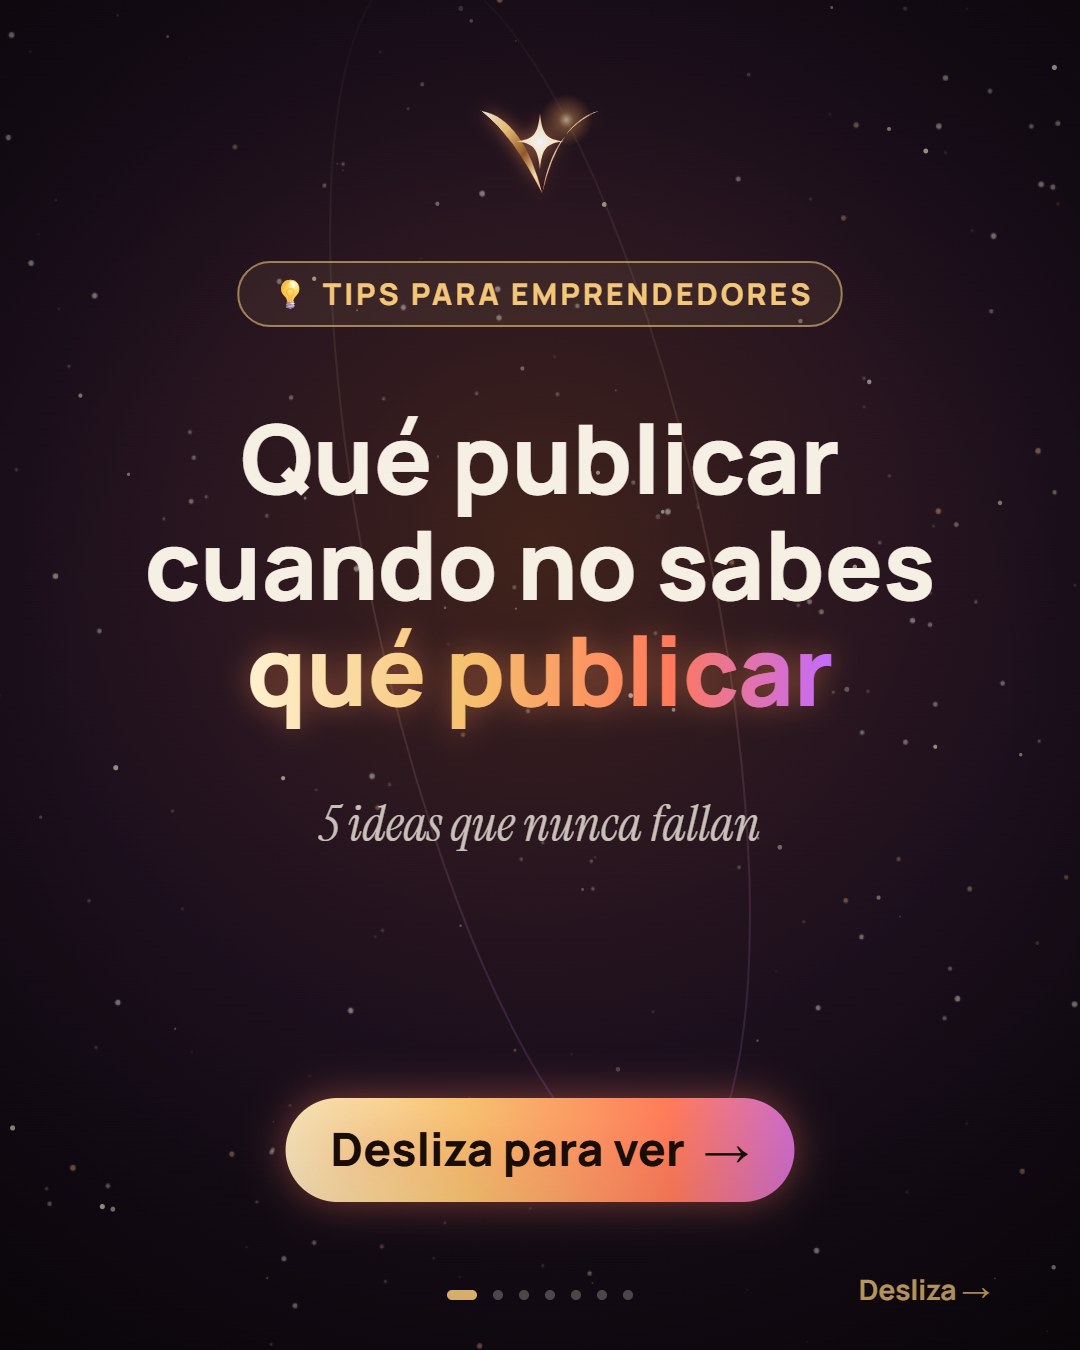 💡 TIPS PARA EMPRENDEDORES
Qué publicar
cuando no sabes
qué publicar
5 ideas que nunca fallan
Desliza para ver →
Desliza →